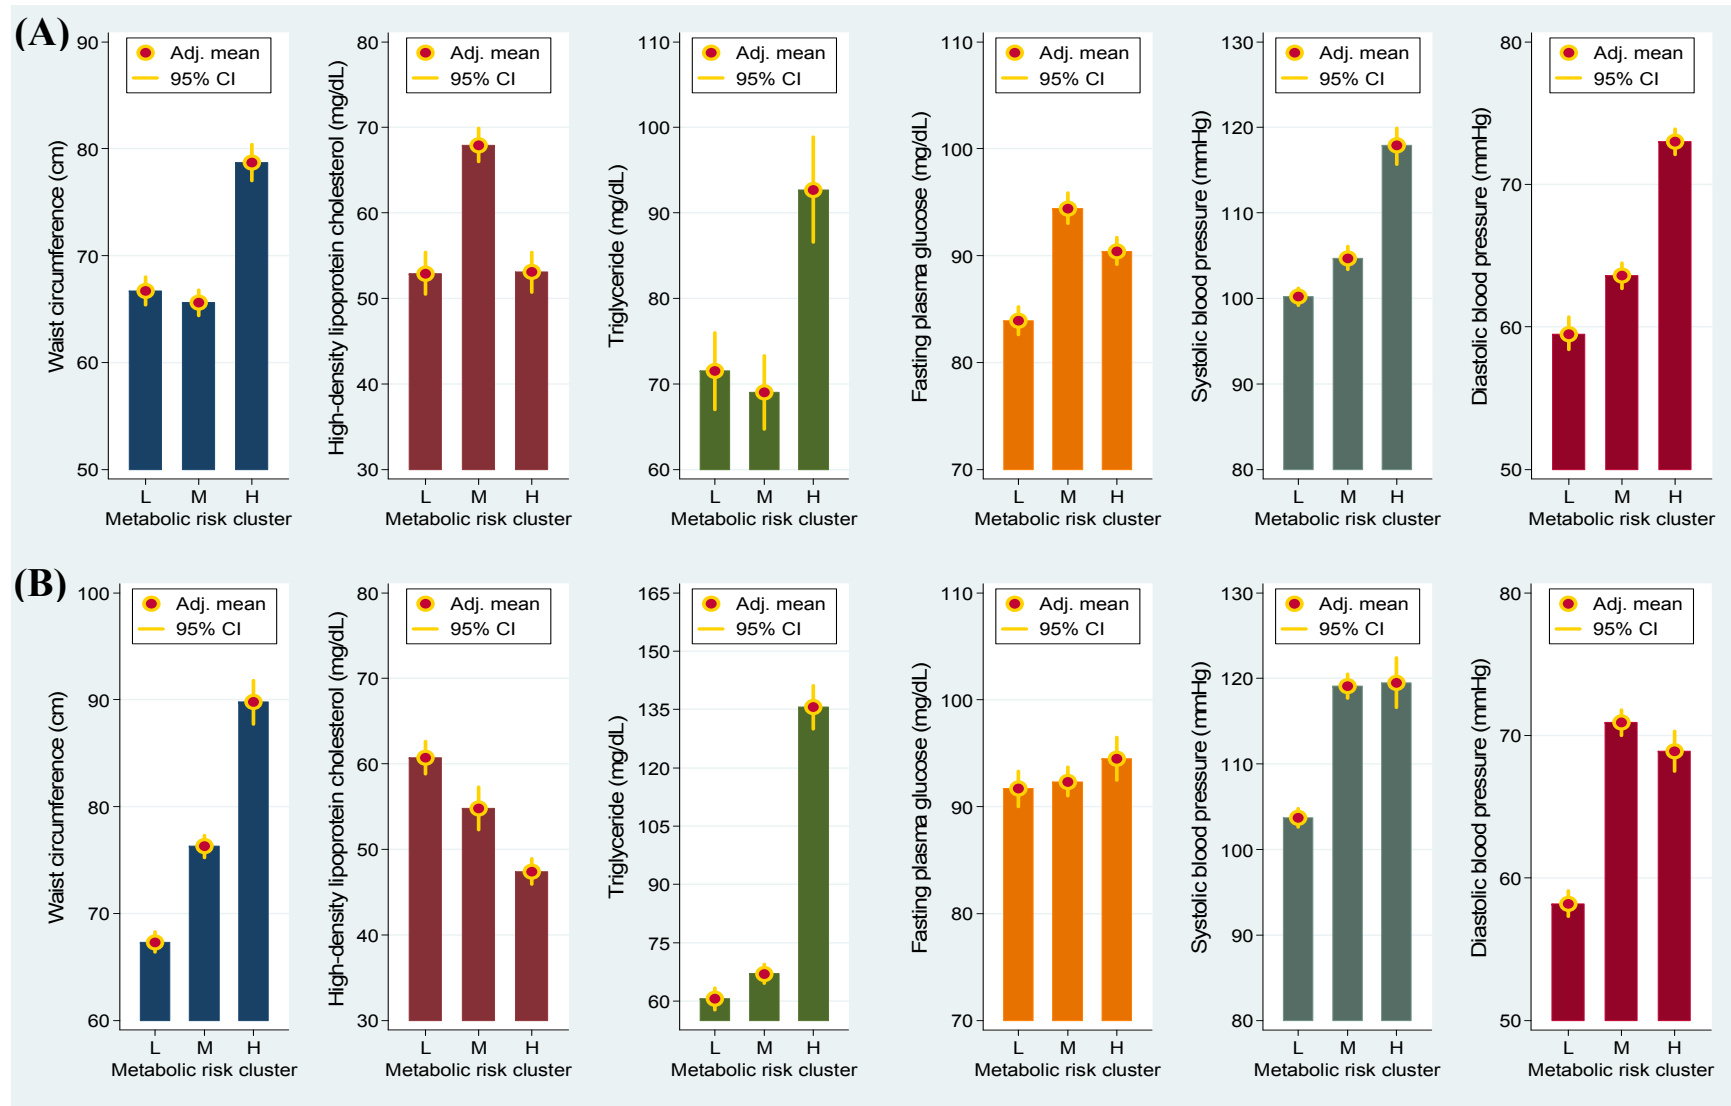 (A)
Waist circumference (cm)
90
80
70
60
50
Adj. mean
95% CI
L M H
Metabolic risk cluster
High-density lipoprotein cholesterol (mg/dL)
80
70
60
50
40
30
Adj. mean
95% CI
L M H
Metabolic risk cluster
Triglyceride (mg/dL)
110
100
90
80
70
60
Adj. mean
95% CI
L M H
Metabolic risk cluster
Fasting plasma glucose (mg/dL)
110
100
90
80
70
Adj. mean
95% CI
L M H
Metabolic risk cluster
Systolic blood pressure (mmHg)
130
120
110
100
90
80
Adj. mean
95% CI
L M H
Metabolic risk cluster
Diastolic blood pressure (mmHg)
80
70
60
50
Adj. mean
95% CI
L M H
Metabolic risk cluster
(B)
Waist circumference (cm)
100
90
80
70
60
Adj. mean
95% CI
L M H
Metabolic risk cluster
High-density lipoprotein cholesterol (mg/dL)
80
70
60
50
40
30
Adj. mean
95% CI
L M H
Metabolic risk cluster
Triglyceride (mg/dL)
165
150
135
120
105
90
75
60
Adj. mean
95% CI
L M H
Metabolic risk cluster
Fasting plasma glucose (mg/dL)
110
100
90
80
70
Adj. mean
95% CI
L M H
Metabolic risk cluster
Systolic blood pressure (mmHg)
130
120
110
100
90
80
Adj. mean
95% CI
L M H
Metabolic risk cluster
Diastolic blood pressure (mmHg)
80
70
60
50
Adj. mean
95% CI
L M H
Metabolic risk cluster